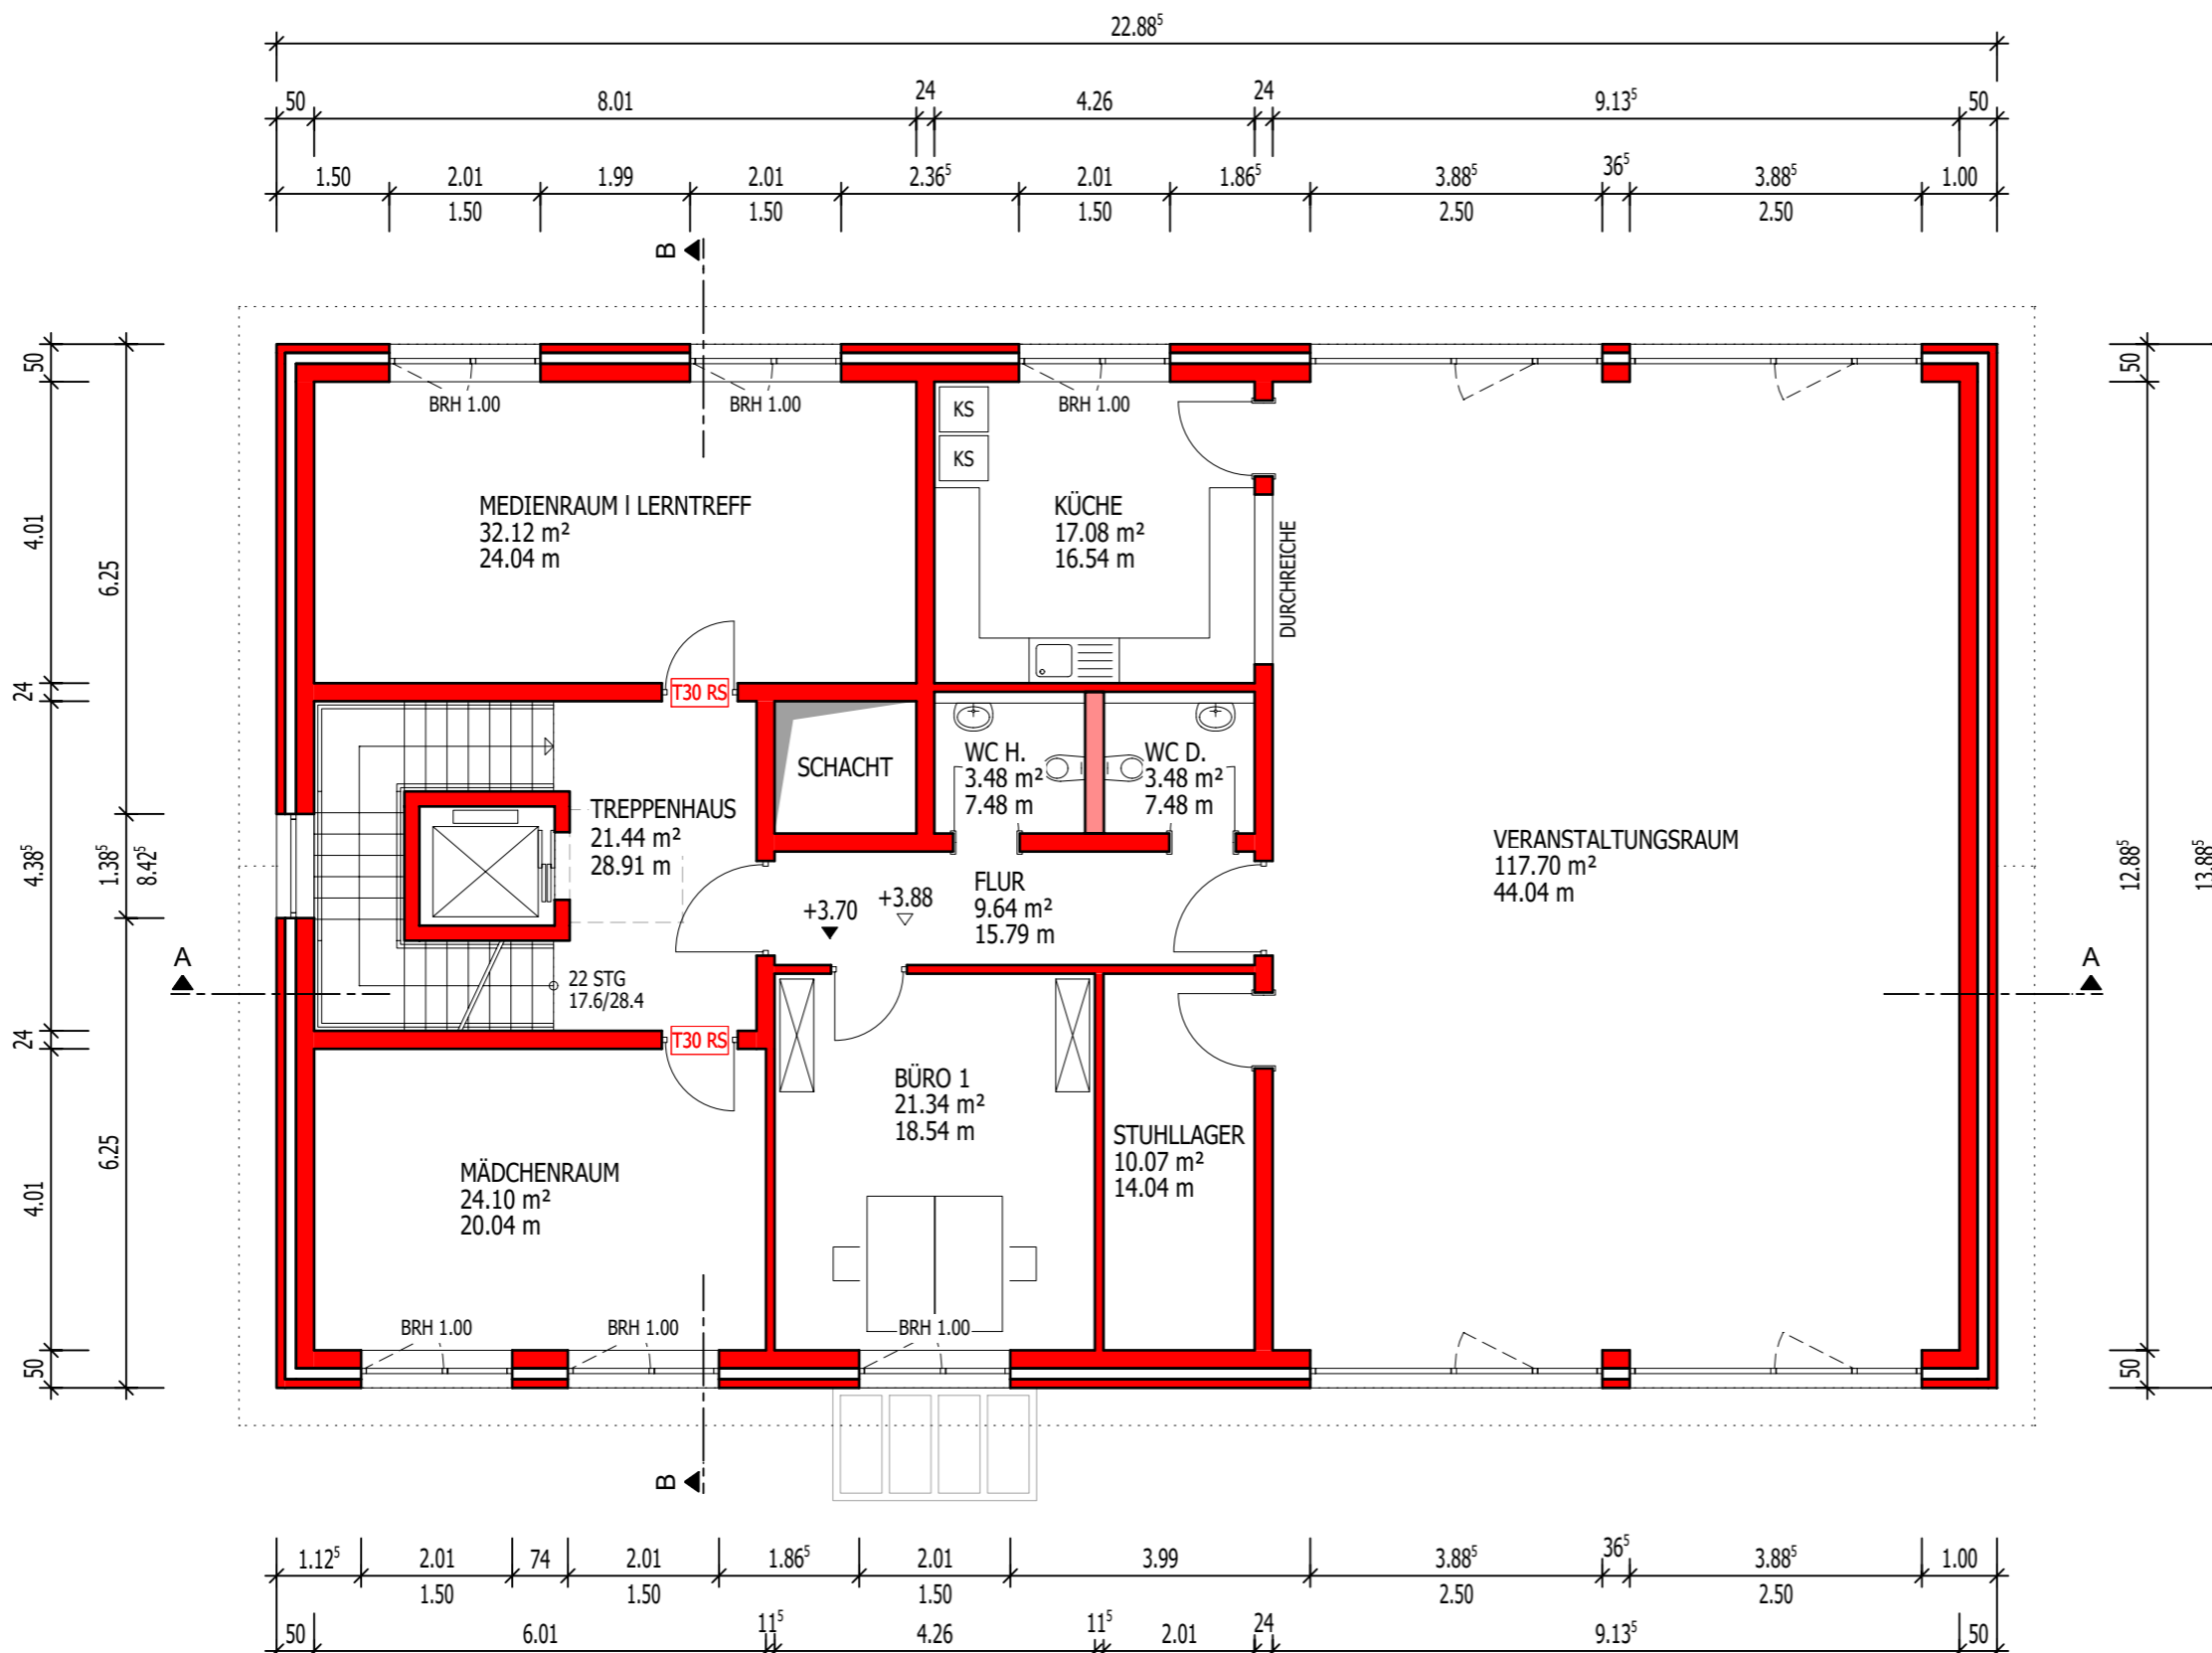 22.88⁵
50 8.01 24 4.26 24 9.13⁵ 50
1.50 2.01 1.99 2.01 2.36⁵ 2.01 1.86⁵ 3.88⁵ 36⁵ 3.88⁵ 1.00
1.50 1.50 1.50 2.50 2.50
B
BRH 1.00 BRH 1.00 BRH 1.00
KS
KS
MEDIENRAUM I LERNTREFF
32.12 m²
24.04 m
KÜCHE
17.08 m²
16.54 m
DURCHREICHE
T30 RS
SCHACHT
WC H.
3.48 m²
7.48 m
WC D.
3.48 m²
7.48 m
TREPPENHAUS
21.44 m²
28.91 m
VERANSTALTUNGSRAUM
117.70 m²
44.04 m
FLUR
9.64 m²
15.79 m
+3.70
+3.88
22 STG
17.6/28.4
T30 RS
A
A
BÜRO 1
21.34 m²
18.54 m
STUHLLAGER
10.07 m²
14.04 m
MÄDCHENRAUM
24.10 m²
20.04 m
BRH 1.00 BRH 1.00 BRH 1.00
B
50
4.01
24
4.38⁵
24
4.01
50
6.25
1.38⁵
8.42⁵
6.25
50
12.88⁵
50
13.88⁵
1.12⁵ 2.01 74 2.01 1.86⁵ 2.01 3.99 3.88⁵ 36⁵ 3.88⁵ 1.00
1.50 1.50 1.50 2.50 2.50
50 6.01 11⁵ 4.26 11⁵ 2.01 24 9.13⁵ 50